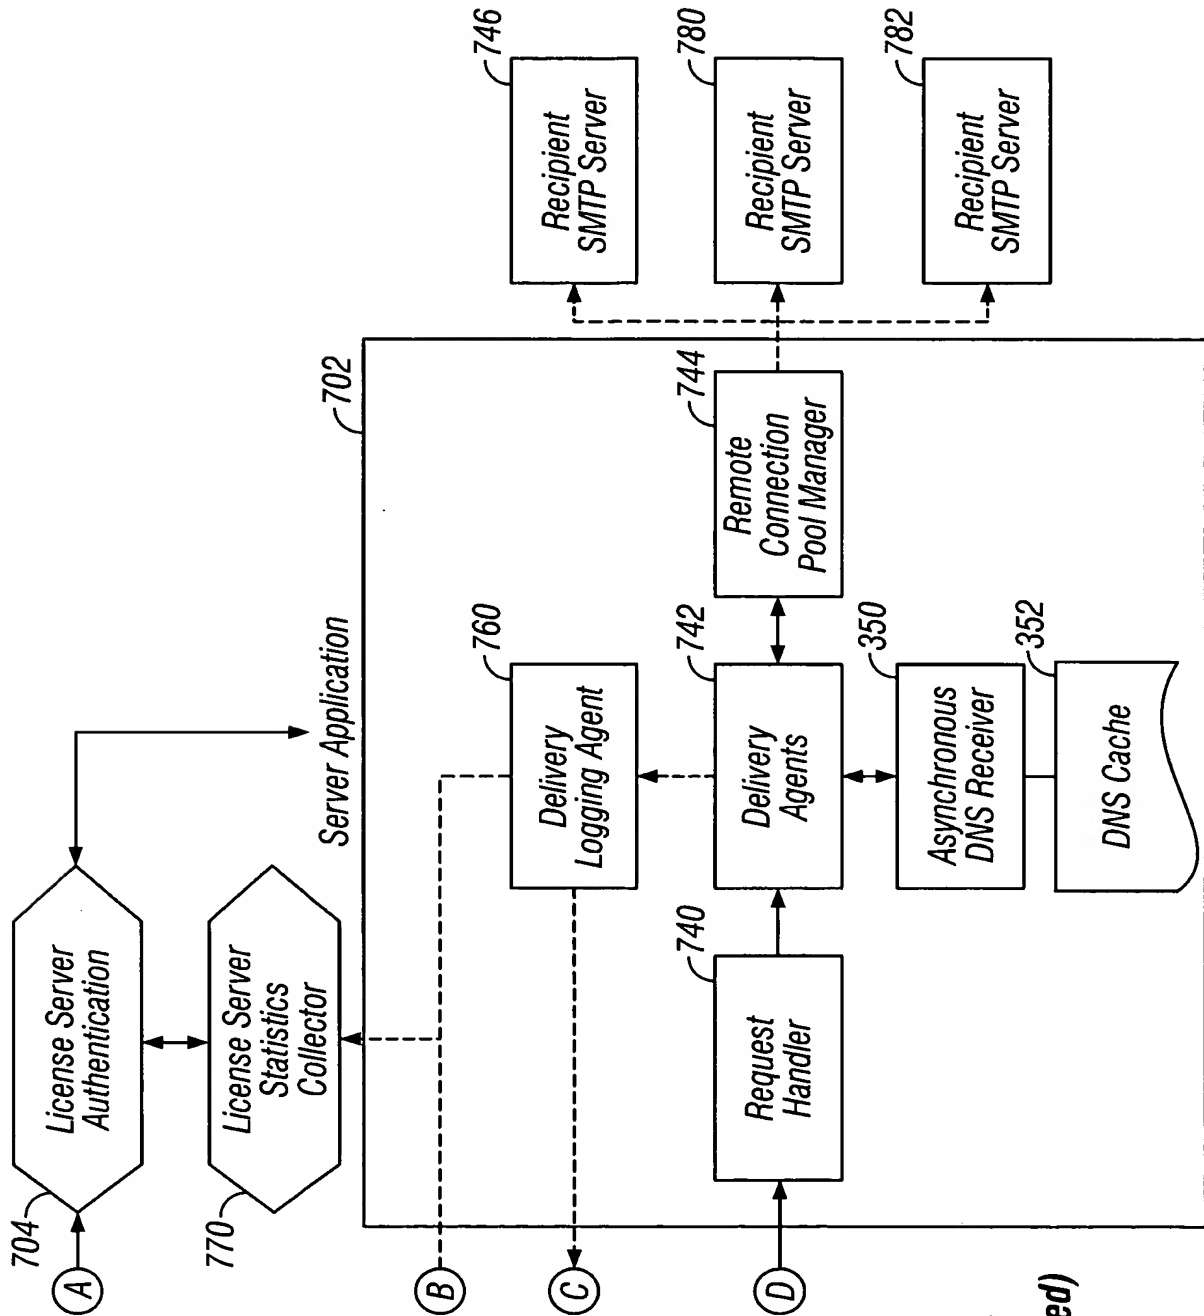 A
704
License Server
Authentication
770
License Server
Statistics
Collector
Server Application
702
B
C
D
760
Delivery
Logging Agent
740
Request
Handler
742
Delivery
Agents
744
Remote
Connection
Pool Manager
350
Asynchronous
DNS Receiver
352
DNS Cache
746
Recipient
SMTP Server
780
Recipient
SMTP Server
782
Recipient
SMTP Server